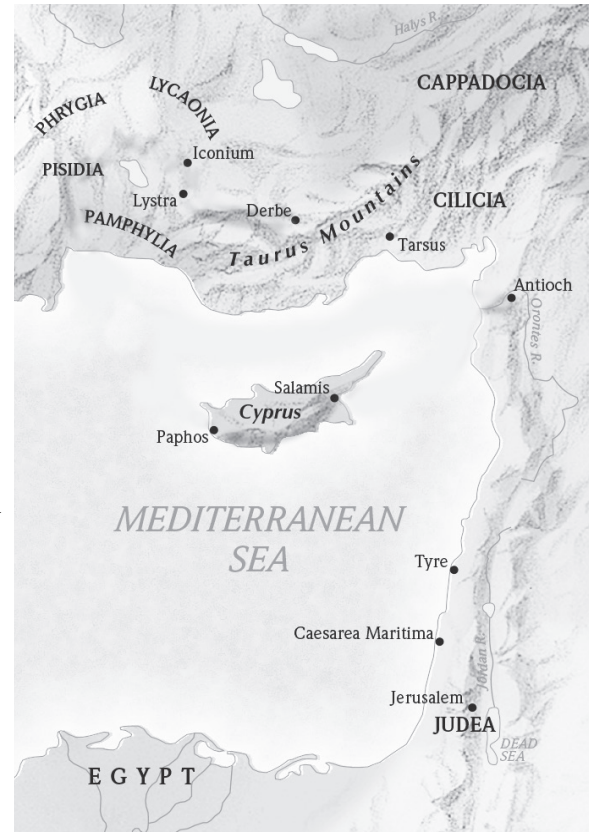 Halys R.
CAPPADOCIA
LYCAONIA
PHRYGIA
Iconium
PISIDIA
Lystra
CILICIA
Derbe
Taurus Mountains
PAMPHYLIA
Tarsus
Antioch
Orontes R.
Salamis
Cyprus
Paphos
MEDITERRANEAN
SEA
Tyre
Caesarea Maritima
Jordan R.
Jerusalem
JUDEA
DEAD
SEA
EGYPT